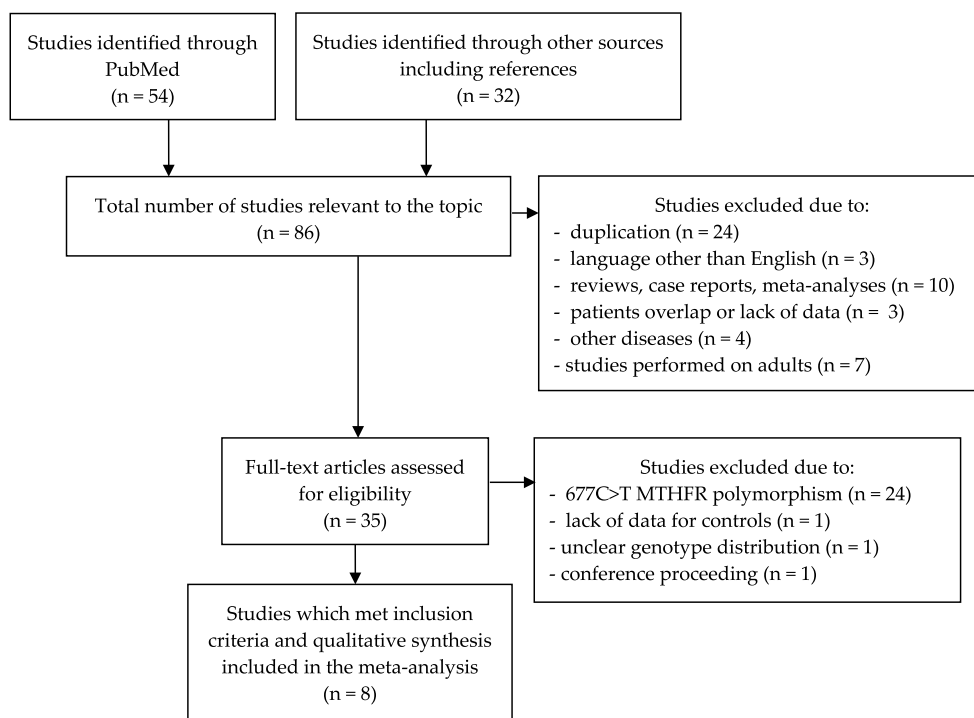 Studies identified through
PubMed
(n = 54)
Studies identified through other sources
including references
(n = 32)
Total number of studies relevant to the topic
(n = 86)
Studies excluded due to:
- duplication (n = 24)
- language other than English (n = 3)
- reviews, case reports, meta-analyses (n = 10)
- patients overlap or lack of data (n = 3)
- other diseases (n = 4)
- studies performed on adults (n = 7)
Full-text articles assessed
for eligibility
(n = 35)
Studies excluded due to:
- 677C>T MTHFR polymorphism (n = 24)
- lack of data for controls (n = 1)
- unclear genotype distribution (n = 1)
- conference proceeding (n = 1)
Studies which met inclusion
criteria and qualitative synthesis
included in the meta-analysis
(n = 8)